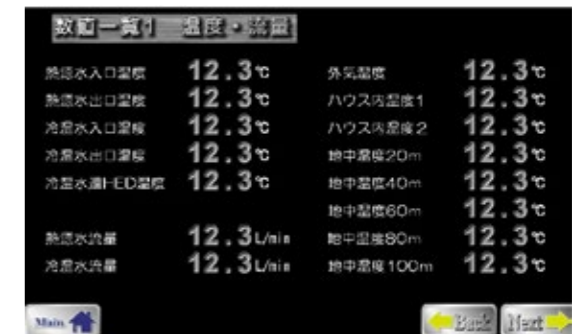 数値一覧1 温度・流量
熱源水入口温度 12.3℃
熱源水出口温度 12.3℃
冷温水入口温度 12.3℃
冷温水出口温度 12.3℃
冷温水還HED温度 12.3℃
熱源水流量 12.3L/min
冷温水流量 12.3L/min
外気温度 12.3℃
ハウス内温度1 12.3℃
ハウス内温度2 12.3℃
地中温度20m 12.3℃
地中温度40m 12.3℃
地中温度60m 12.3℃
地中温度80m 12.3℃
地中温度100m 12.3℃
Main
Back
Next